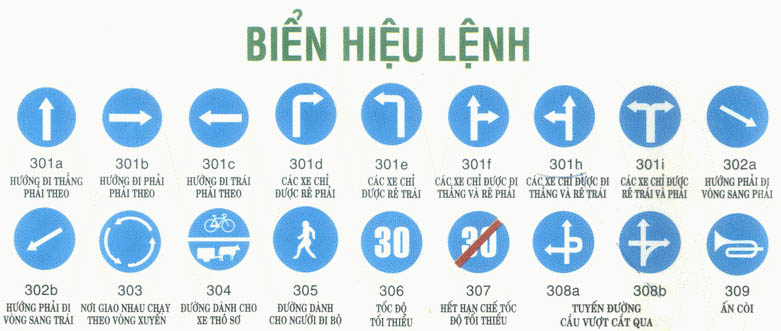 BIỂN HIỆU LỆNH
301a 301b 301c 301d 301e 301f 301h 301i 302a
HƯỚNG ĐI THẲNG PHẢI THEO
HƯỚNG ĐI PHẢI PHẢI THEO
HƯỚNG ĐI TRÁI PHẢI THEO
CÁC XE CHỈ ĐƯỢC RẼ PHẢI
CÁC XE CHỈ ĐƯỢC RẼ TRÁI
CÁC XE CHỈ ĐƯỢC ĐI THẲNG VÀ RẼ PHẢI
CÁC XE CHỈ ĐƯỢC ĐI THẲNG VÀ RẼ TRÁI
CÁC XE CHỈ ĐƯỢC RẼ TRÁI VÀ PHẢI
HƯỚNG PHẢI ĐI VÒNG SANG PHẢI
30 30
302b 303 304 305 306 307 308a 308b 309
HƯỚNG PHẢI ĐI VÒNG SANG TRÁI
NƠI GIAO NHAU CHẠY THEO VÒNG XUYẾN
ĐƯỜNG DÀNH CHO XE THÔ SƠ
ĐƯỜNG DÀNH CHO NGƯỜI ĐI BỘ
TỐC ĐỘ TỐI THIỂU
HẾT HẠN CHẾ TỐC ĐỘ TỐI THIỂU
TUYẾN ĐƯỜNG CẦU VƯỢT CẮT QUA
ẤN CÒI